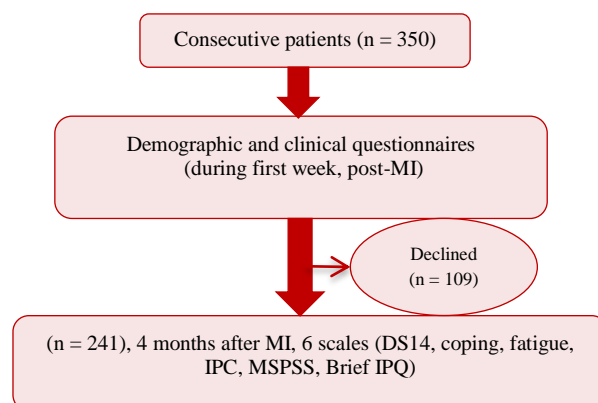 Consecutive patients (n = 350)
Demographic and clinical questionnaires
(during first week, post-MI)
Declined
(n = 109)
(n = 241), 4 months after MI, 6 scales (DS14, coping, fatigue,
IPC, MSPSS, Brief IPQ)